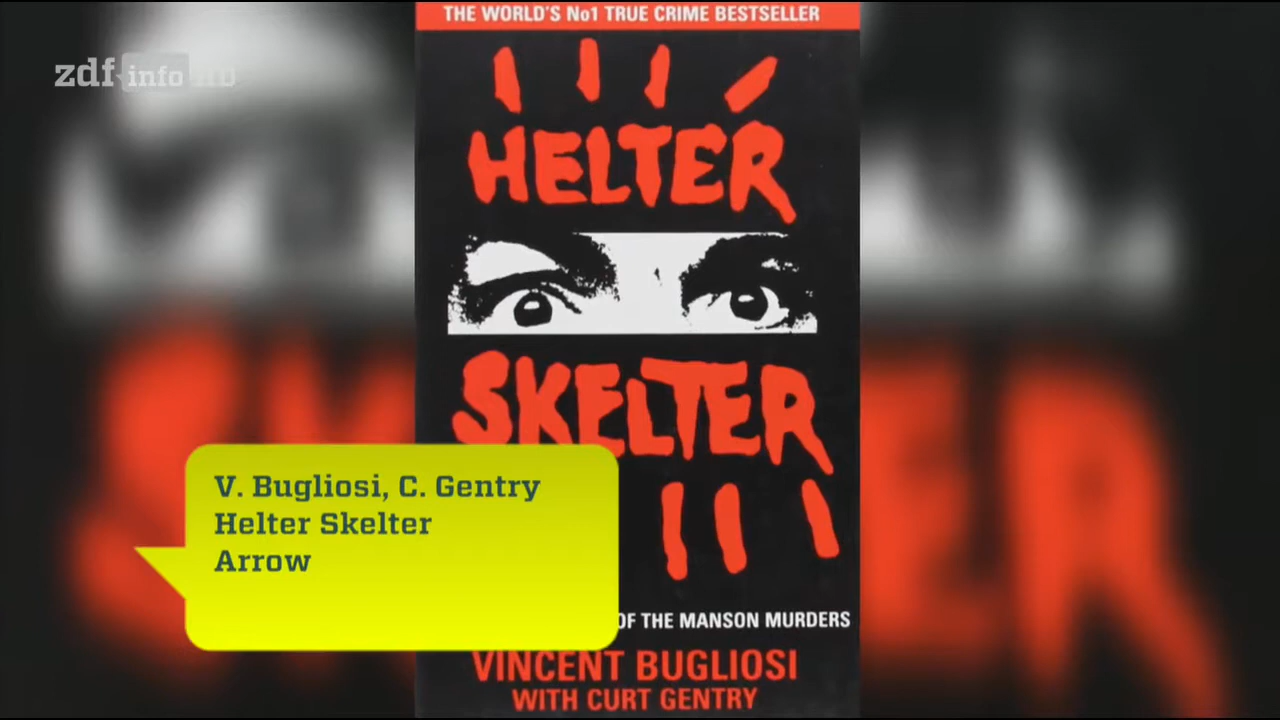 THE WORLD'S No1 TRUE CRIME BESTSELLER
zdf info HD
HELTER
SKELTER
V. Bugliosi, C. Gentry
Helter Skelter
Arrow
OF THE MANSON MURDERS
VINCENT BUGLIOSI
WITH CURT GENTRY